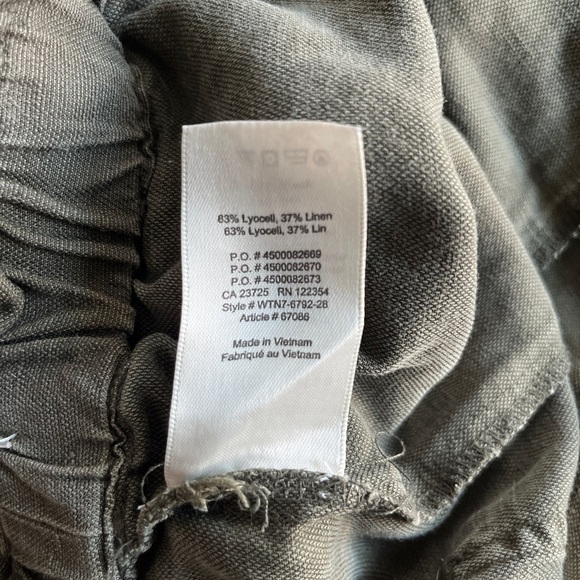 63% Lyocell, 37% Linen
63% Lyocell, 37% Lin
P.O. # 4500082669
P.O. # 4500082670
P.O. # 4500082673
CA 23725 RN 122354
Style # WTN7-6792-28
Article # 67086
Made in Vietnam
Fabriqué au Vietnam